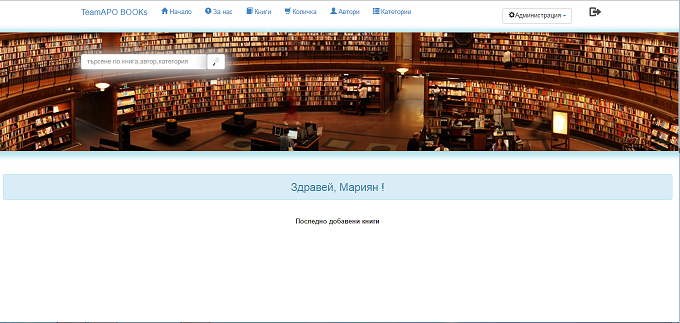 TeamAPO BOOKs Начало За нас Книги Количка Автори Категории Администрация
търсене по книга,автор,категория
Здравей, Мариян !
Последно добавени книги